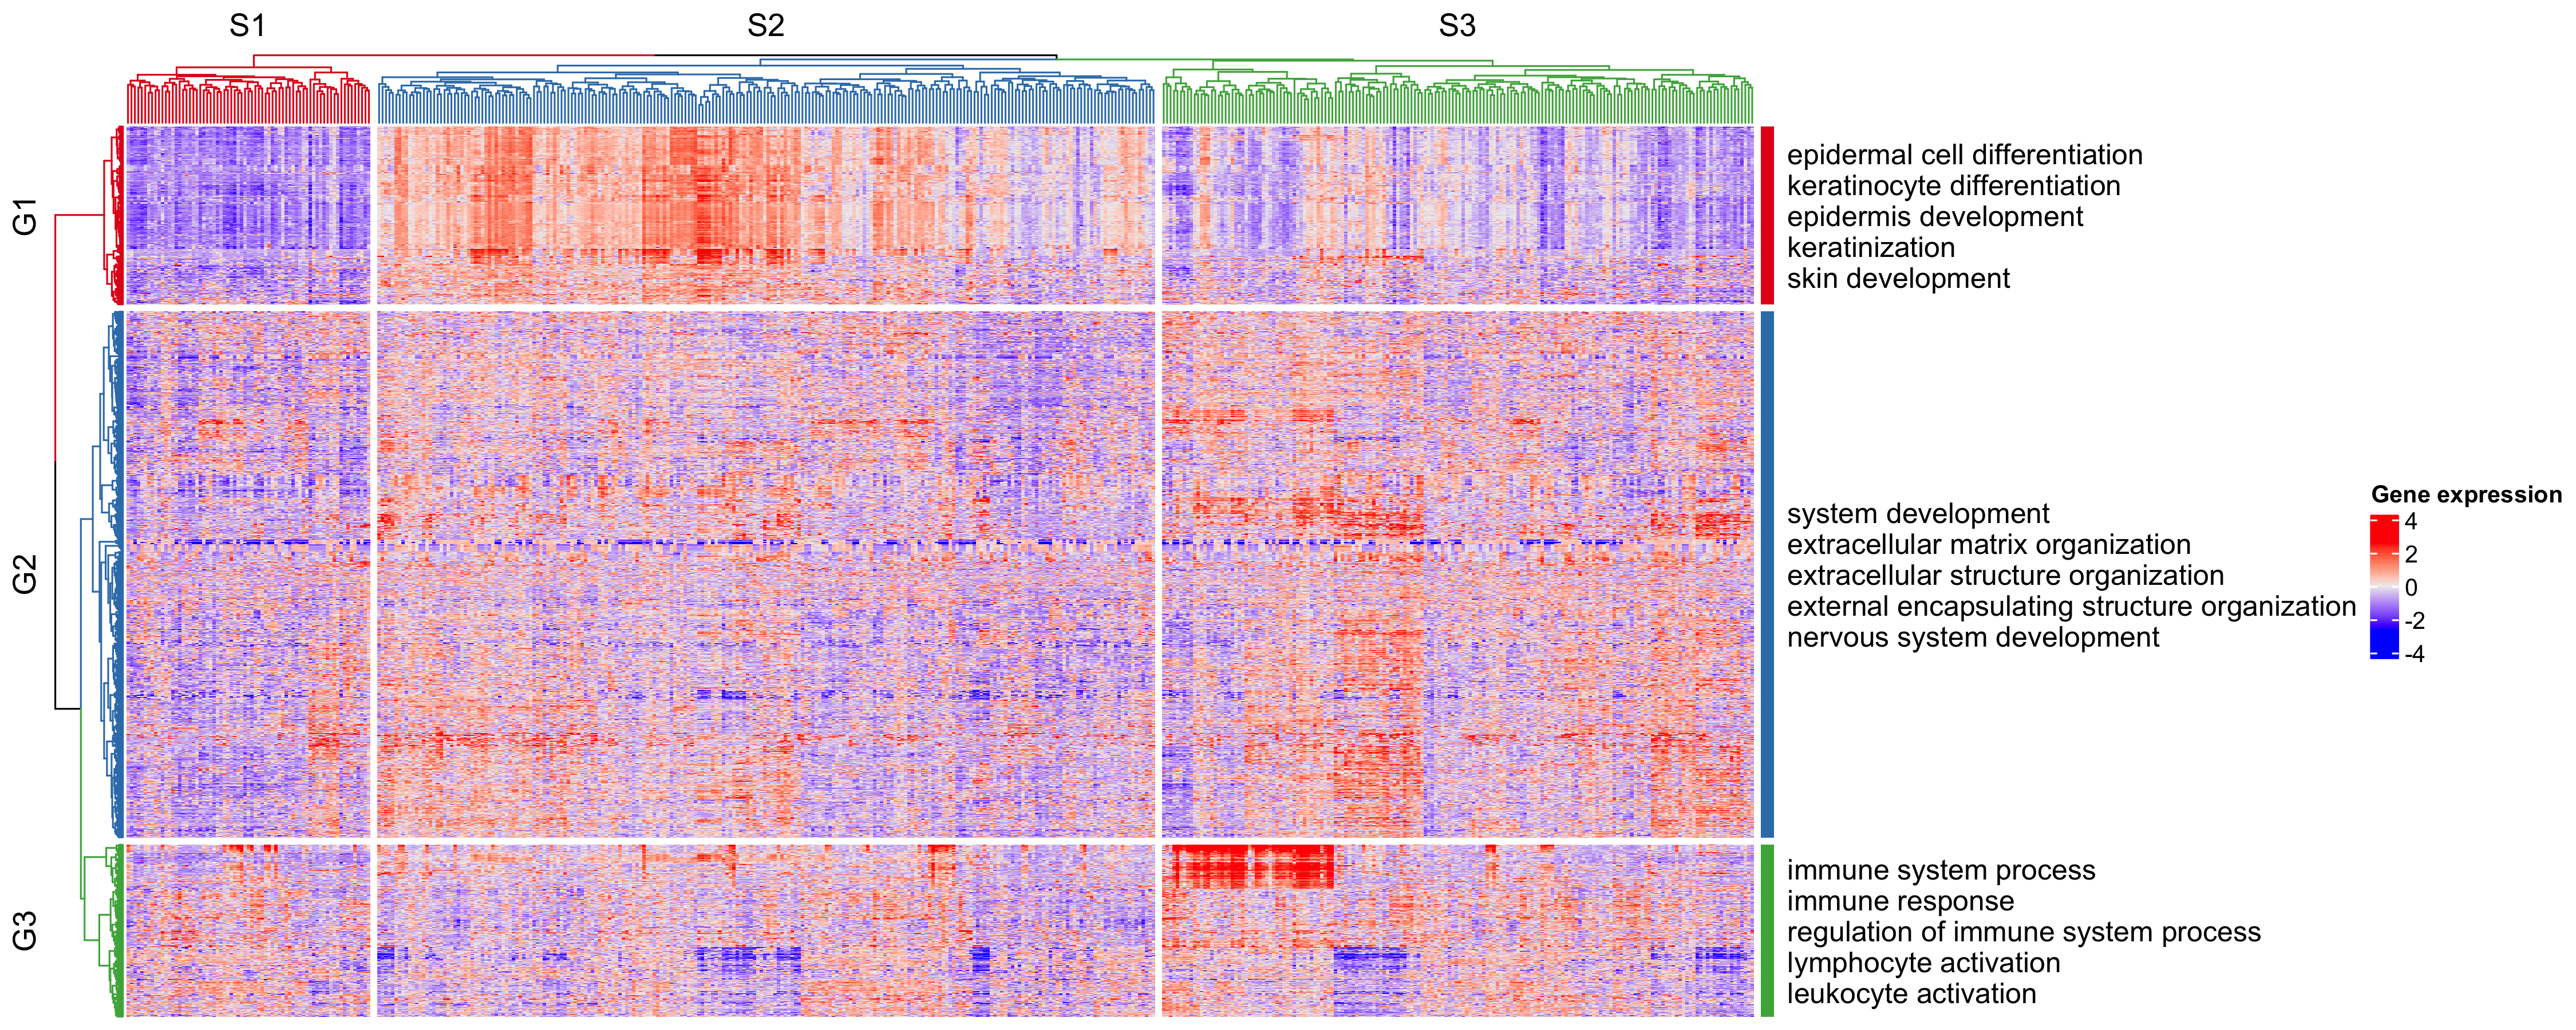 S1
S2
S3
G1
epidermal cell differentiation
keratinocyte differentiation
epidermis development
keratinization
skin development
G2
system development
extracellular matrix organization
extracellular structure organization
external encapsulating structure organization
nervous system development
Gene expression
4
2
0
-2
-4
G3
immune system process
immune response
regulation of immune system process
lymphocyte activation
leukocyte activation